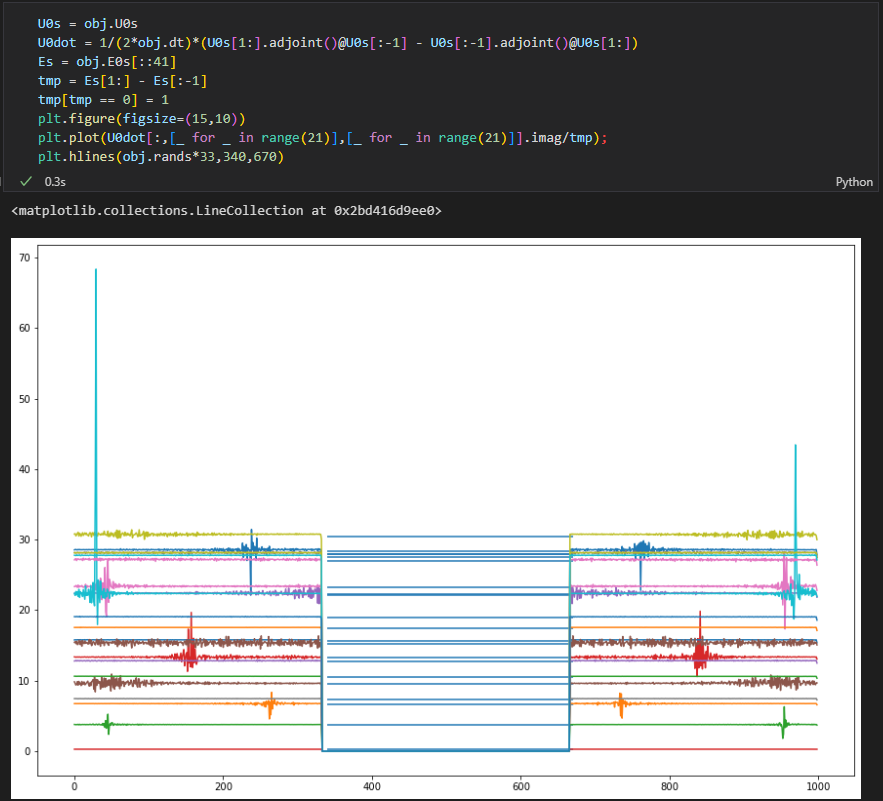 U0s = obj.U0s
U0dot = 1/(2*obj.dt)*(U0s[1:].adjoint()@U0s[:-1] - U0s[:-1].adjoint()@U0s[1:])
Es = obj.E0s[::41]
tmp = Es[1:] - Es[:-1]
tmp[tmp == 0] = 1
plt.figure(figsize=(15,10))
plt.plot(U0dot[:,[_ for _ in range(21)],[_ for _ in range(21)]].imag/tmp);
plt.hlines(obj.rands*33,340,670)
0.3s
Python
<matplotlib.collections.LineCollection at 0x2bd416d9ee0>
70
60
50
40
30
20
10
0
0 200 400 600 800 1000